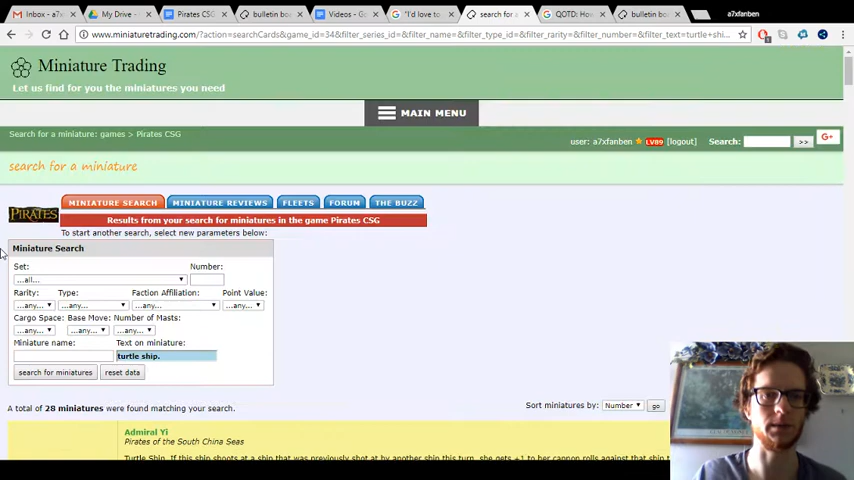 Inbox - a7x
My Drive -
Pirates CSG
bulletin bo
Videos - Go
"I'd love to
search for a
QOTD: How
bulletin boa
a7xfanben
www.miniaturetrading.com/?action=searchCards&game_id=34&filter_series_id=&filter_name=&filter_type_id=&filter_rarity=&filter_number=&filter_text=turtle+shi...
Miniature Trading
Let us find for you the miniatures you need
MAIN MENU
Search for a miniature: games > Pirates CSG
user: a7xfanben LV89 [logout] Search: >> G+
search for a miniature
PIRATES
MINIATURE SEARCH MINIATURE REVIEWS FLEETS FORUM THE BUZZ
Results from your search for miniatures in the game Pirates CSG
To start another search, select new parameters below:
Miniature Search
Set: Number:
...all...
Rarity: Type: Faction Affiliation: Point Value:
...any... ...any... ...any... ...any...
Cargo Space: Base Move: Number of Masts:
...any... ...any... ...any...
Miniature name: Text on miniature:
turtle ship.
search for miniatures reset data
A total of 28 miniatures were found matching your search.
Sort miniatures by: Number go
Admiral Yi
Pirates of the South China Seas
Turtle Ship. If this ship shoots at a ship that was previously shot at by another ship this turn, she gets +1 to her cannon rolls against that ship